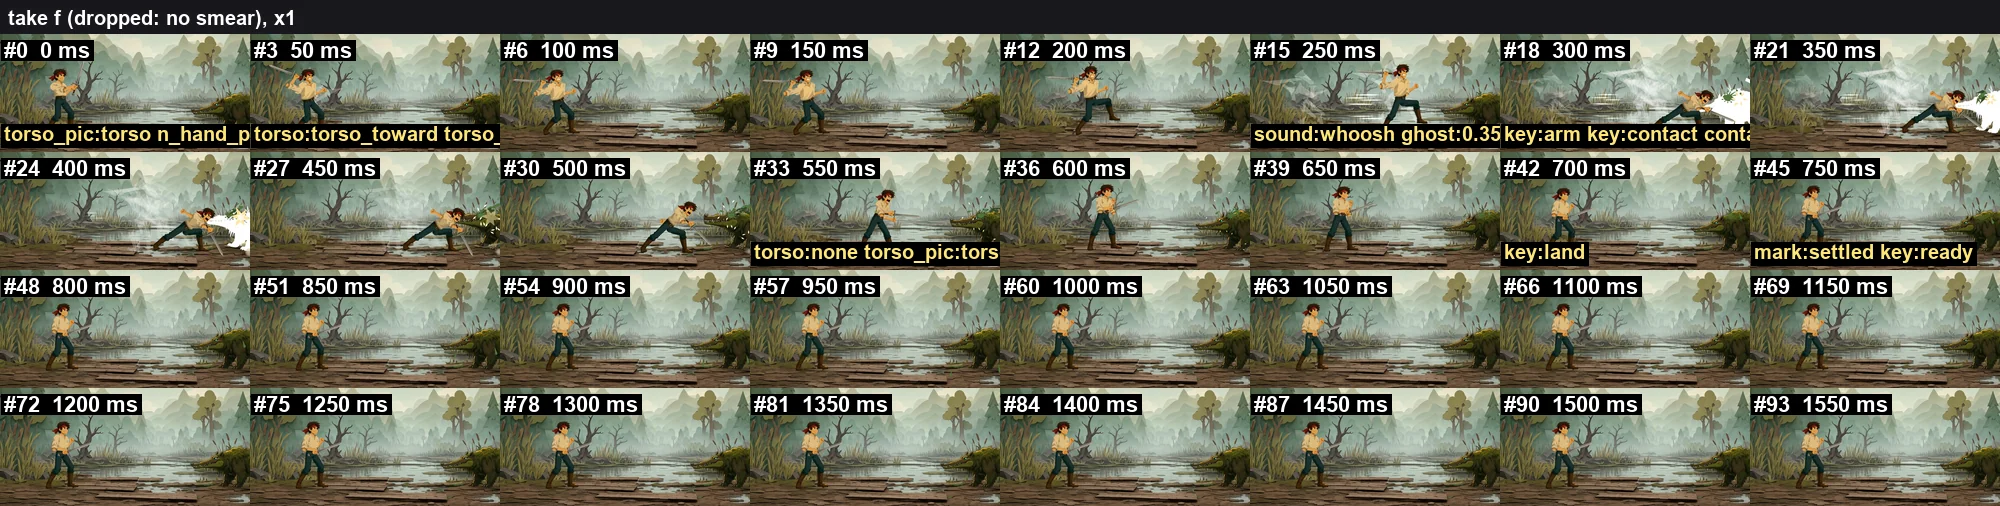 take f (dropped: no smear), x1
#0 0 ms
#3 50 ms
#6 100 ms
#9 150 ms
#12 200 ms
#15 250 ms
#18 300 ms
#21 350 ms
torso_pic:torso n_hand_p
torso:torso_toward torso_
sound:whoosh ghost:0.35
key:arm key:contact conta
#24 400 ms
#27 450 ms
#30 500 ms
#33 550 ms
#36 600 ms
#39 650 ms
#42 700 ms
#45 750 ms
torso:none torso_pic:tors
key:land
mark:settled key:ready
#48 800 ms
#51 850 ms
#54 900 ms
#57 950 ms
#60 1000 ms
#63 1050 ms
#66 1100 ms
#69 1150 ms
#72 1200 ms
#75 1250 ms
#78 1300 ms
#81 1350 ms
#84 1400 ms
#87 1450 ms
#90 1500 ms
#93 1550 ms